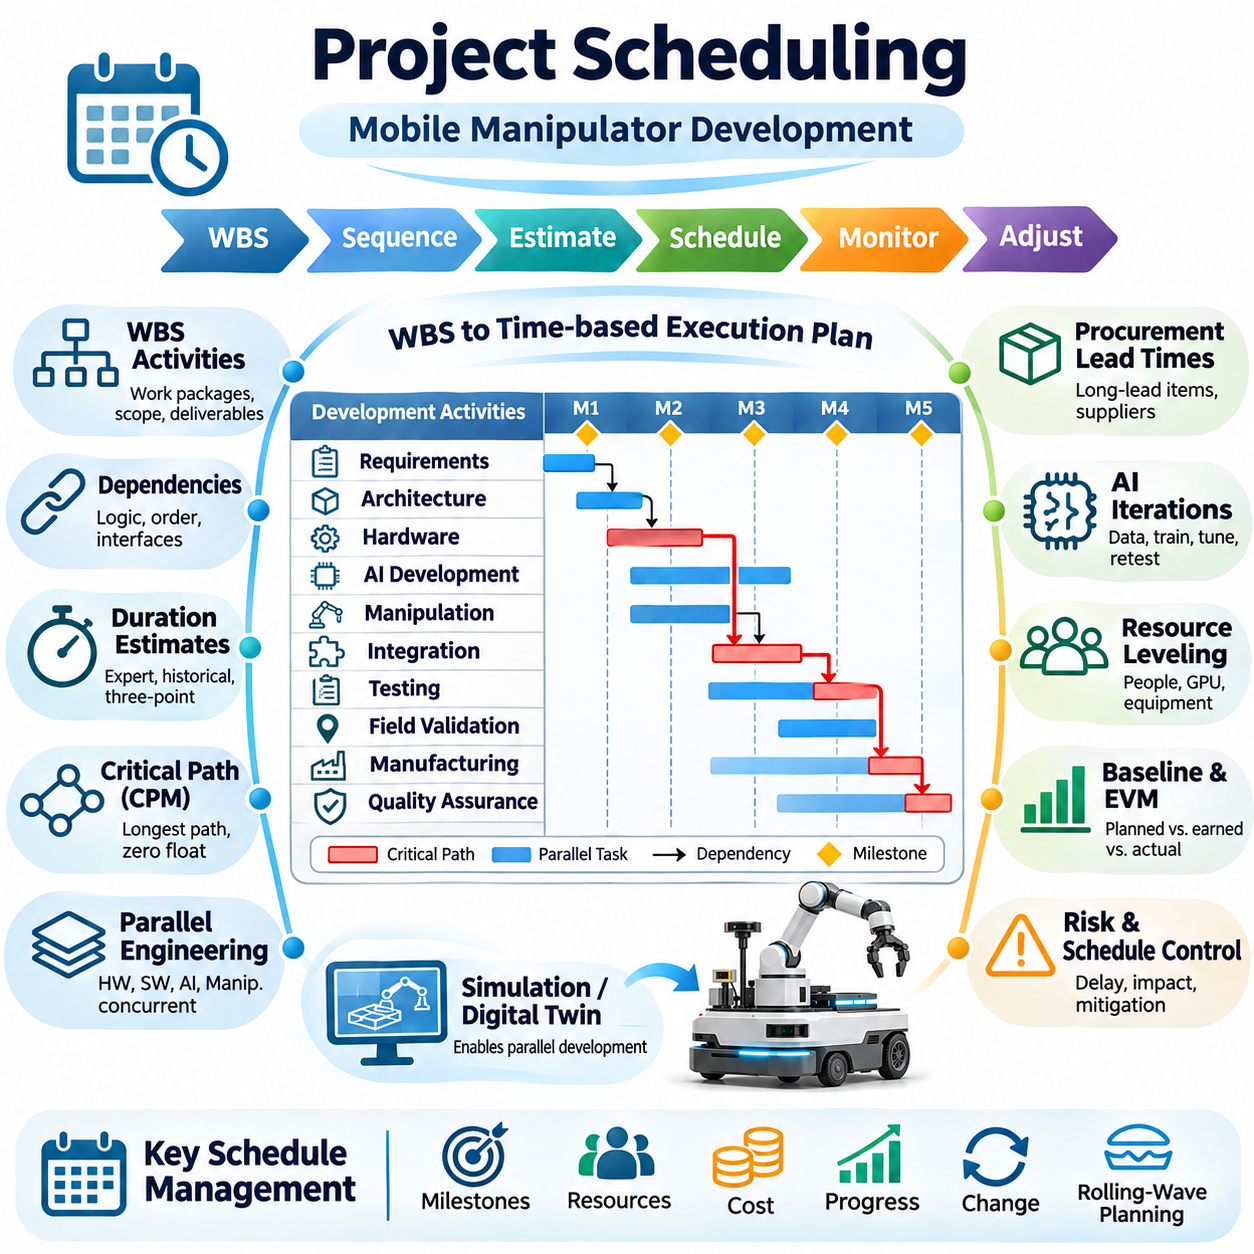 Project Scheduling
Mobile Manipulator Development
WBS
Sequence
Estimate
Schedule
Monitor
Adjust
WBS to Time-based Execution Plan
WBS
Activities
Work packages,
scope, deliverables
Dependencies
Logic, order,
interfaces
Duration
Estimates
Expert, historical,
three-point
Critical Path
(CPM)
Longest path,
zero float
Parallel
Engineering
HW, SW, AI, Manip.
concurrent
Development Activities
M1
M2
M3
M4
M5
Requirements
Architecture
Hardware
AI Development
Manipulation
Integration
Testing
Field Validation
Manufacturing
Quality Assurance
Critical Path
Parallel Task
Dependency
Milestone
Procurement
Lead Times
Long-lead items,
suppliers
AI
Iterations
Data, train, tune,
retest
Resource
Leveling
People, GPU,
equipment
Baseline &
EVM
Planned vs. earned
vs. actual
Risk &
Schedule Control
Delay, impact,
mitigation
Simulation /
Digital Twin
Enables parallel development
Key Schedule
Management
Milestones
Resources
Cost
Progress
Change
Rolling-Wave
Planning